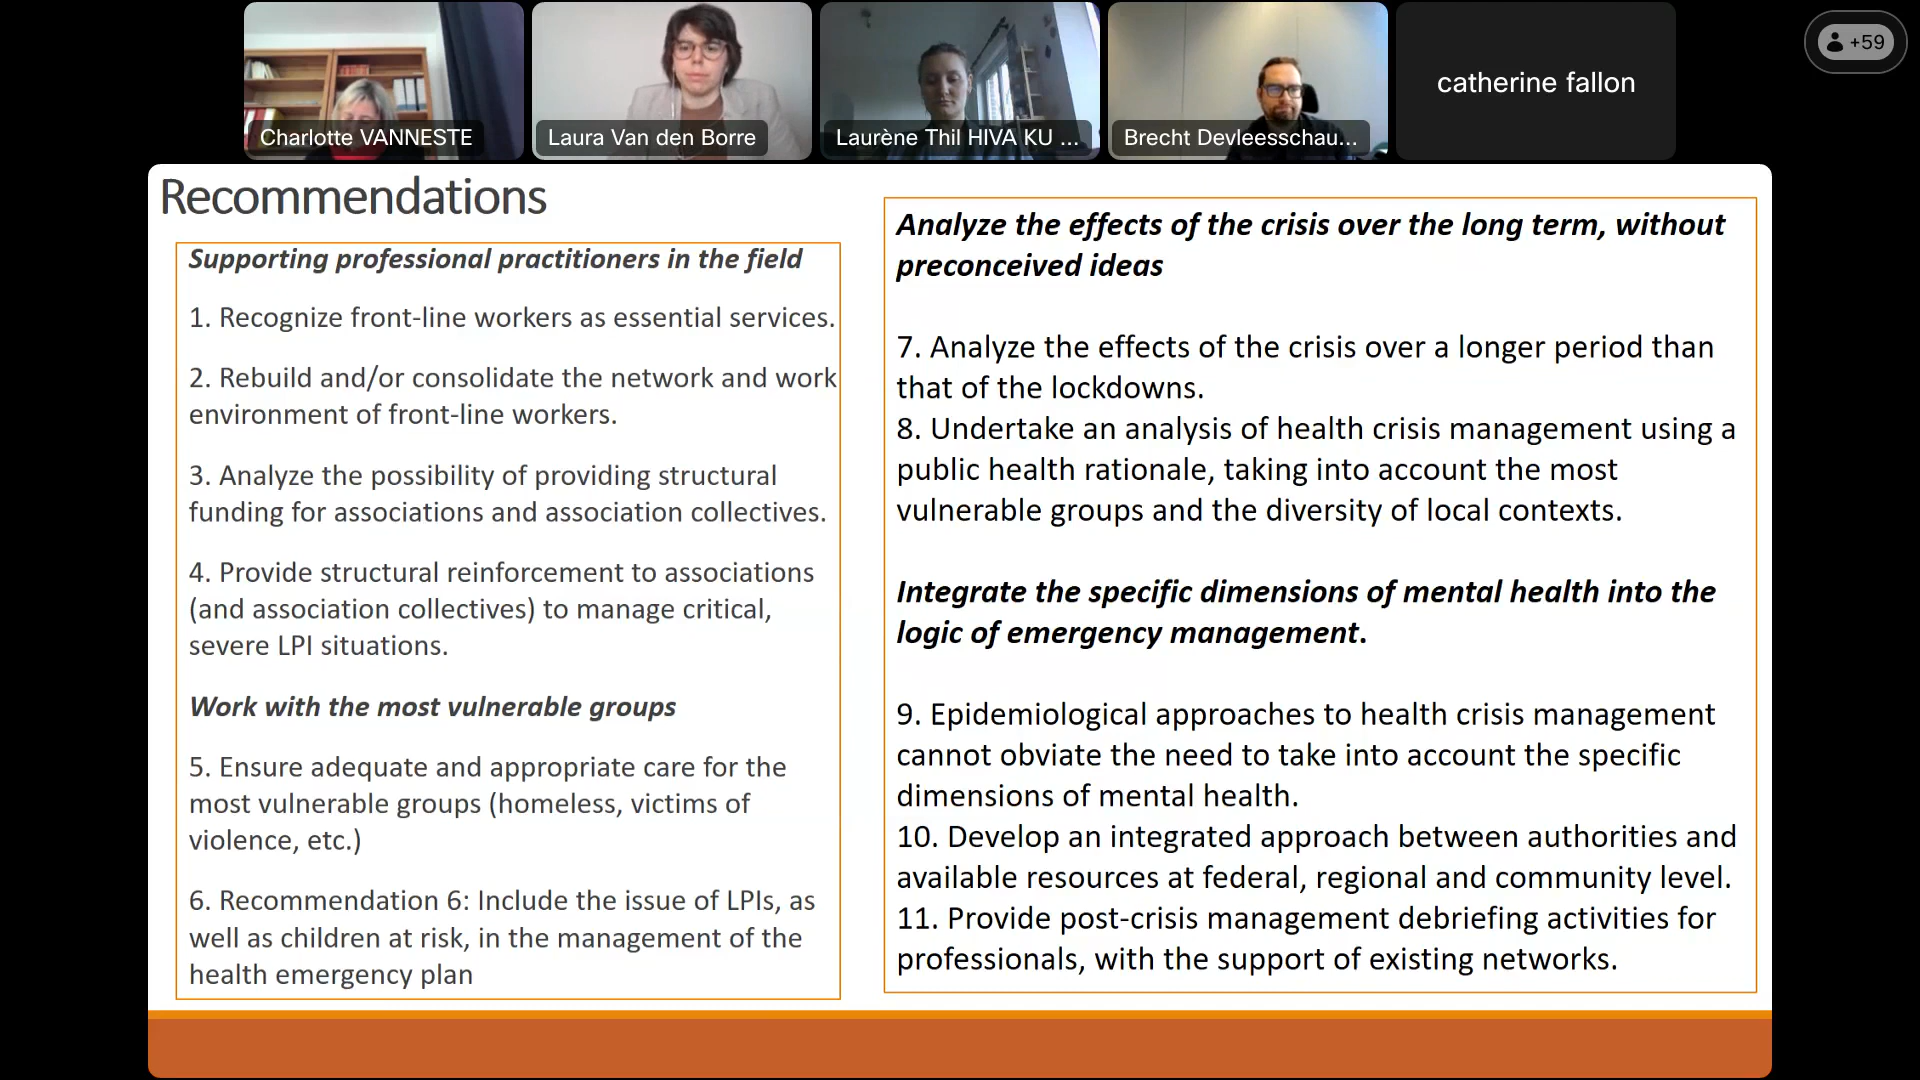 Charlotte VANNESTE
Laura Van den Borre
Laurène Thil HIVA KU ...
Brecht Devleesschau...
catherine fallon
+59
Recommendations
Supporting professional practitioners in the field
1. Recognize front-line workers as essential services.
2. Rebuild and/or consolidate the network and work
environment of front-line workers.
3. Analyze the possibility of providing structural
funding for associations and association collectives.
4. Provide structural reinforcement to associations
(and association collectives) to manage critical,
severe LPI situations.
Work with the most vulnerable groups
5. Ensure adequate and appropriate care for the
most vulnerable groups (homeless, victims of
violence, etc.)
6. Recommendation 6: Include the issue of LPIs, as
well as children at risk, in the management of the
health emergency plan
Analyze the effects of the crisis over the long term, without
preconceived ideas
7. Analyze the effects of the crisis over a longer period than
that of the lockdowns.
8. Undertake an analysis of health crisis management using a
public health rationale, taking into account the most
vulnerable groups and the diversity of local contexts.
Integrate the specific dimensions of mental health into the
logic of emergency management.
9. Epidemiological approaches to health crisis management
cannot obviate the need to take into account the specific
dimensions of mental health.
10. Develop an integrated approach between authorities and
available resources at federal, regional and community level.
11. Provide post-crisis management debriefing activities for
professionals, with the support of existing networks.